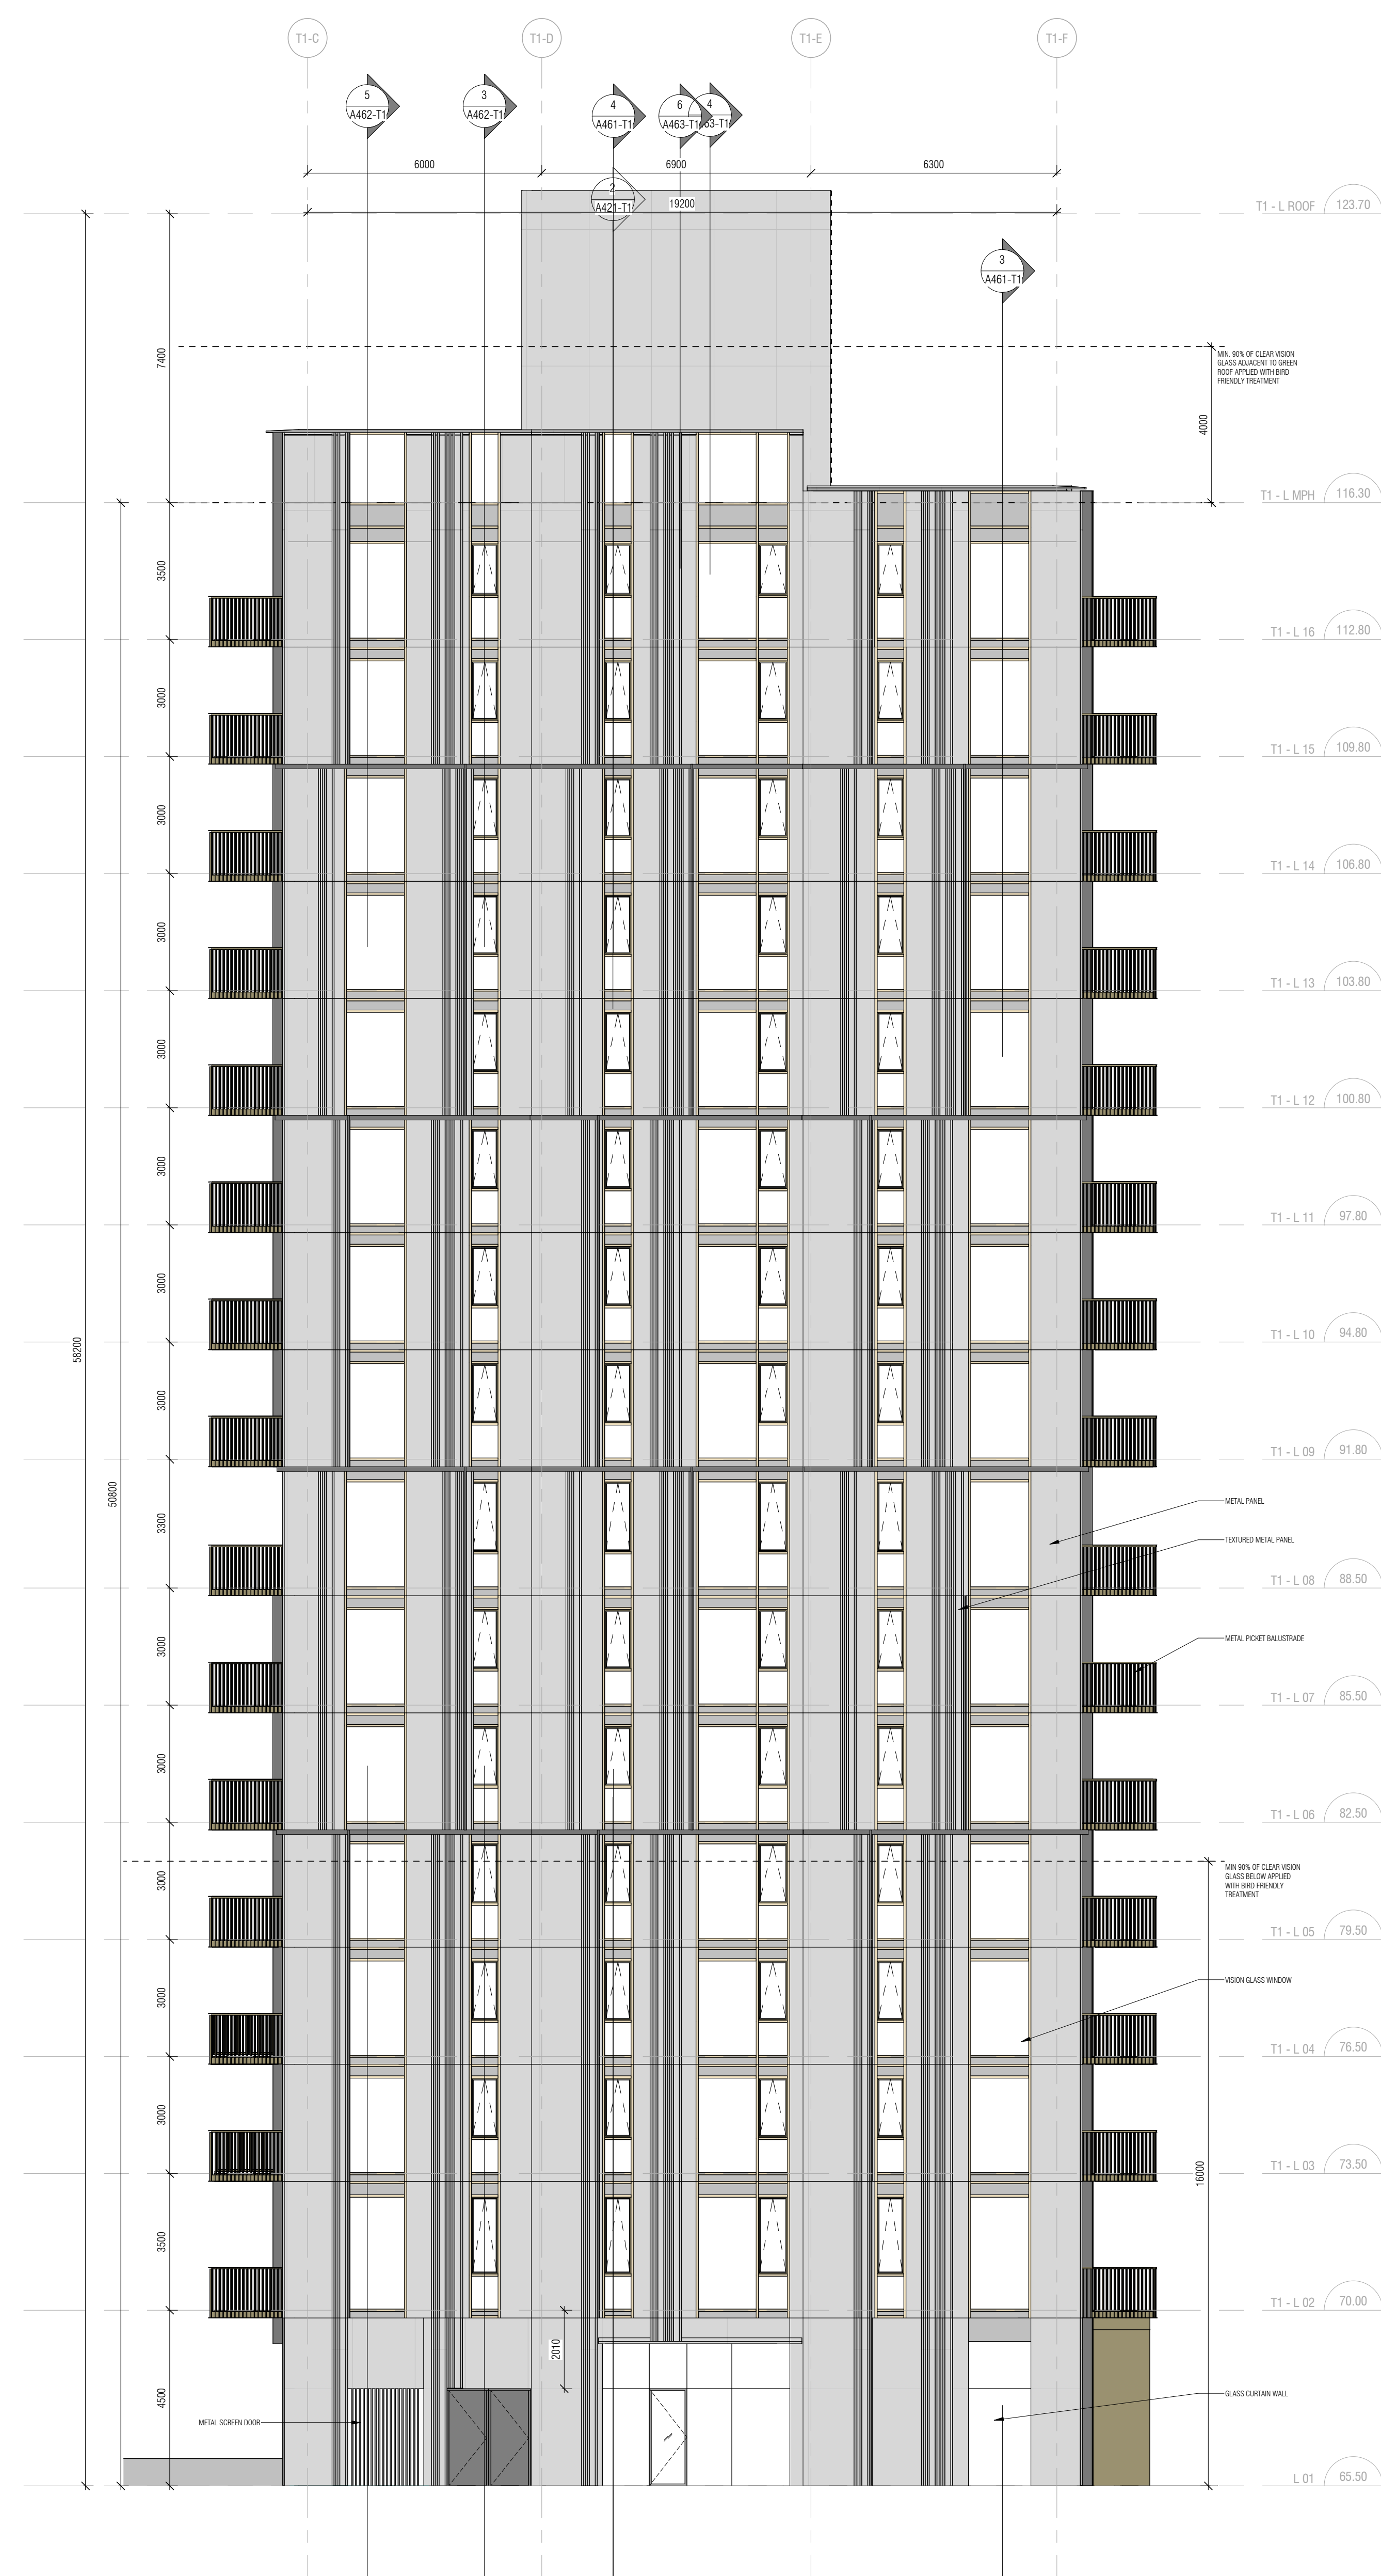 T1-C
T1-D
T1-E
T1-F
5
A462-T1
3
A462-T1
4
A461-T1
6
A463-T1
4
63-T1
6000
6900
6300
2
A421-T1
19200
T1 - L ROOF 123.70
3
A461-T1
7400
MIN. 90% OF CLEAR VISION
GLASS ADJACENT TO GREEN
ROOF APPLIED WITH BIRD
FRIENDLY TREATMENT
4000
T1 - L MPH 116.30
3500
T1 - L 16 112.80
3000
T1 - L 15 109.80
3000
T1 - L 14 106.80
3000
T1 - L 13 103.80
3000
T1 - L 12 100.80
3000
T1 - L 11 97.80
3000
58200
T1 - L 10 94.80
3000
T1 - L 09 91.80
50800
3300
METAL PANEL
TEXTURED METAL PANEL
T1 - L 08 88.50
3000
METAL PICKET BALUSTRADE
T1 - L 07 85.50
3000
T1 - L 06 82.50
3000
MIN 90% OF CLEAR VISION
GLASS BELOW APPLIED
WITH BIRD FRIENDLY
TREATMENT
T1 - L 05 79.50
3000
VISION GLASS WINDOW
T1 - L 04 76.50
3000
16000
T1 - L 03 73.50
3500
T1 - L 02 70.00
2010
4500
GLASS CURTAIN WALL
METAL SCREEN DOOR
L 01 65.50